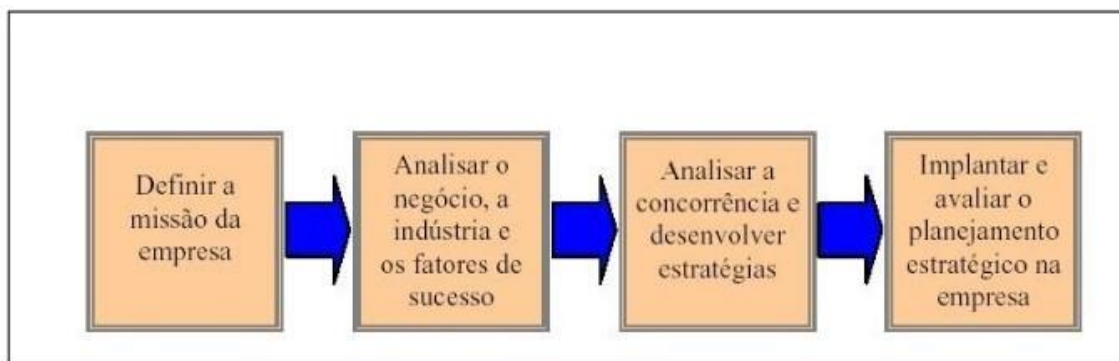 Definir a
missão da
empresa
Analisar o
negócio, a
indústria e
os fatores de
sucesso
Analisar a
concorrência e
desenvolver
estratégias
Implantar e
avaliar o
planejamento
estratégico na
empresa